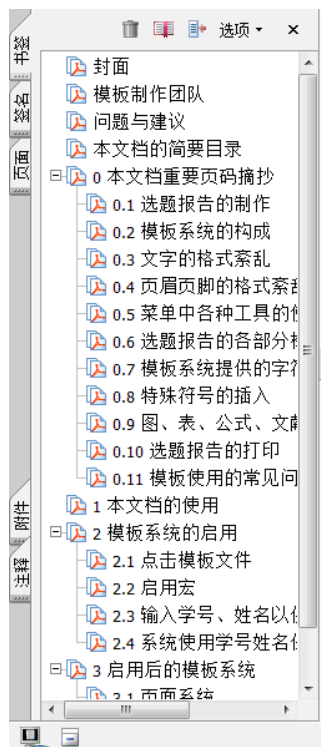 选项
书签
签名
页面
附件
注释
封面
模板制作团队
问题与建议
本文档的简要目录
0 本文档重要页码摘抄
0.1 选题报告的制作
0.2 模板系统的构成
0.3 文字的格式紊乱
0.4 页眉页脚的格式紊
0.5 菜单中各种工具的
0.6 选题报告的各部分
0.7 模板系统提供的字
0.8 特殊符号的插入
0.9 图、表、公式、文
0.10 选题报告的打印
0.11 模板使用的常见问
1 本文档的使用
2 模板系统的启用
2.1 点击模板文件
2.2 启用宏
2.3 输入学号、姓名以
2.4 系统使用学号姓名
3 启用后的模板系统
3.1 页面系统